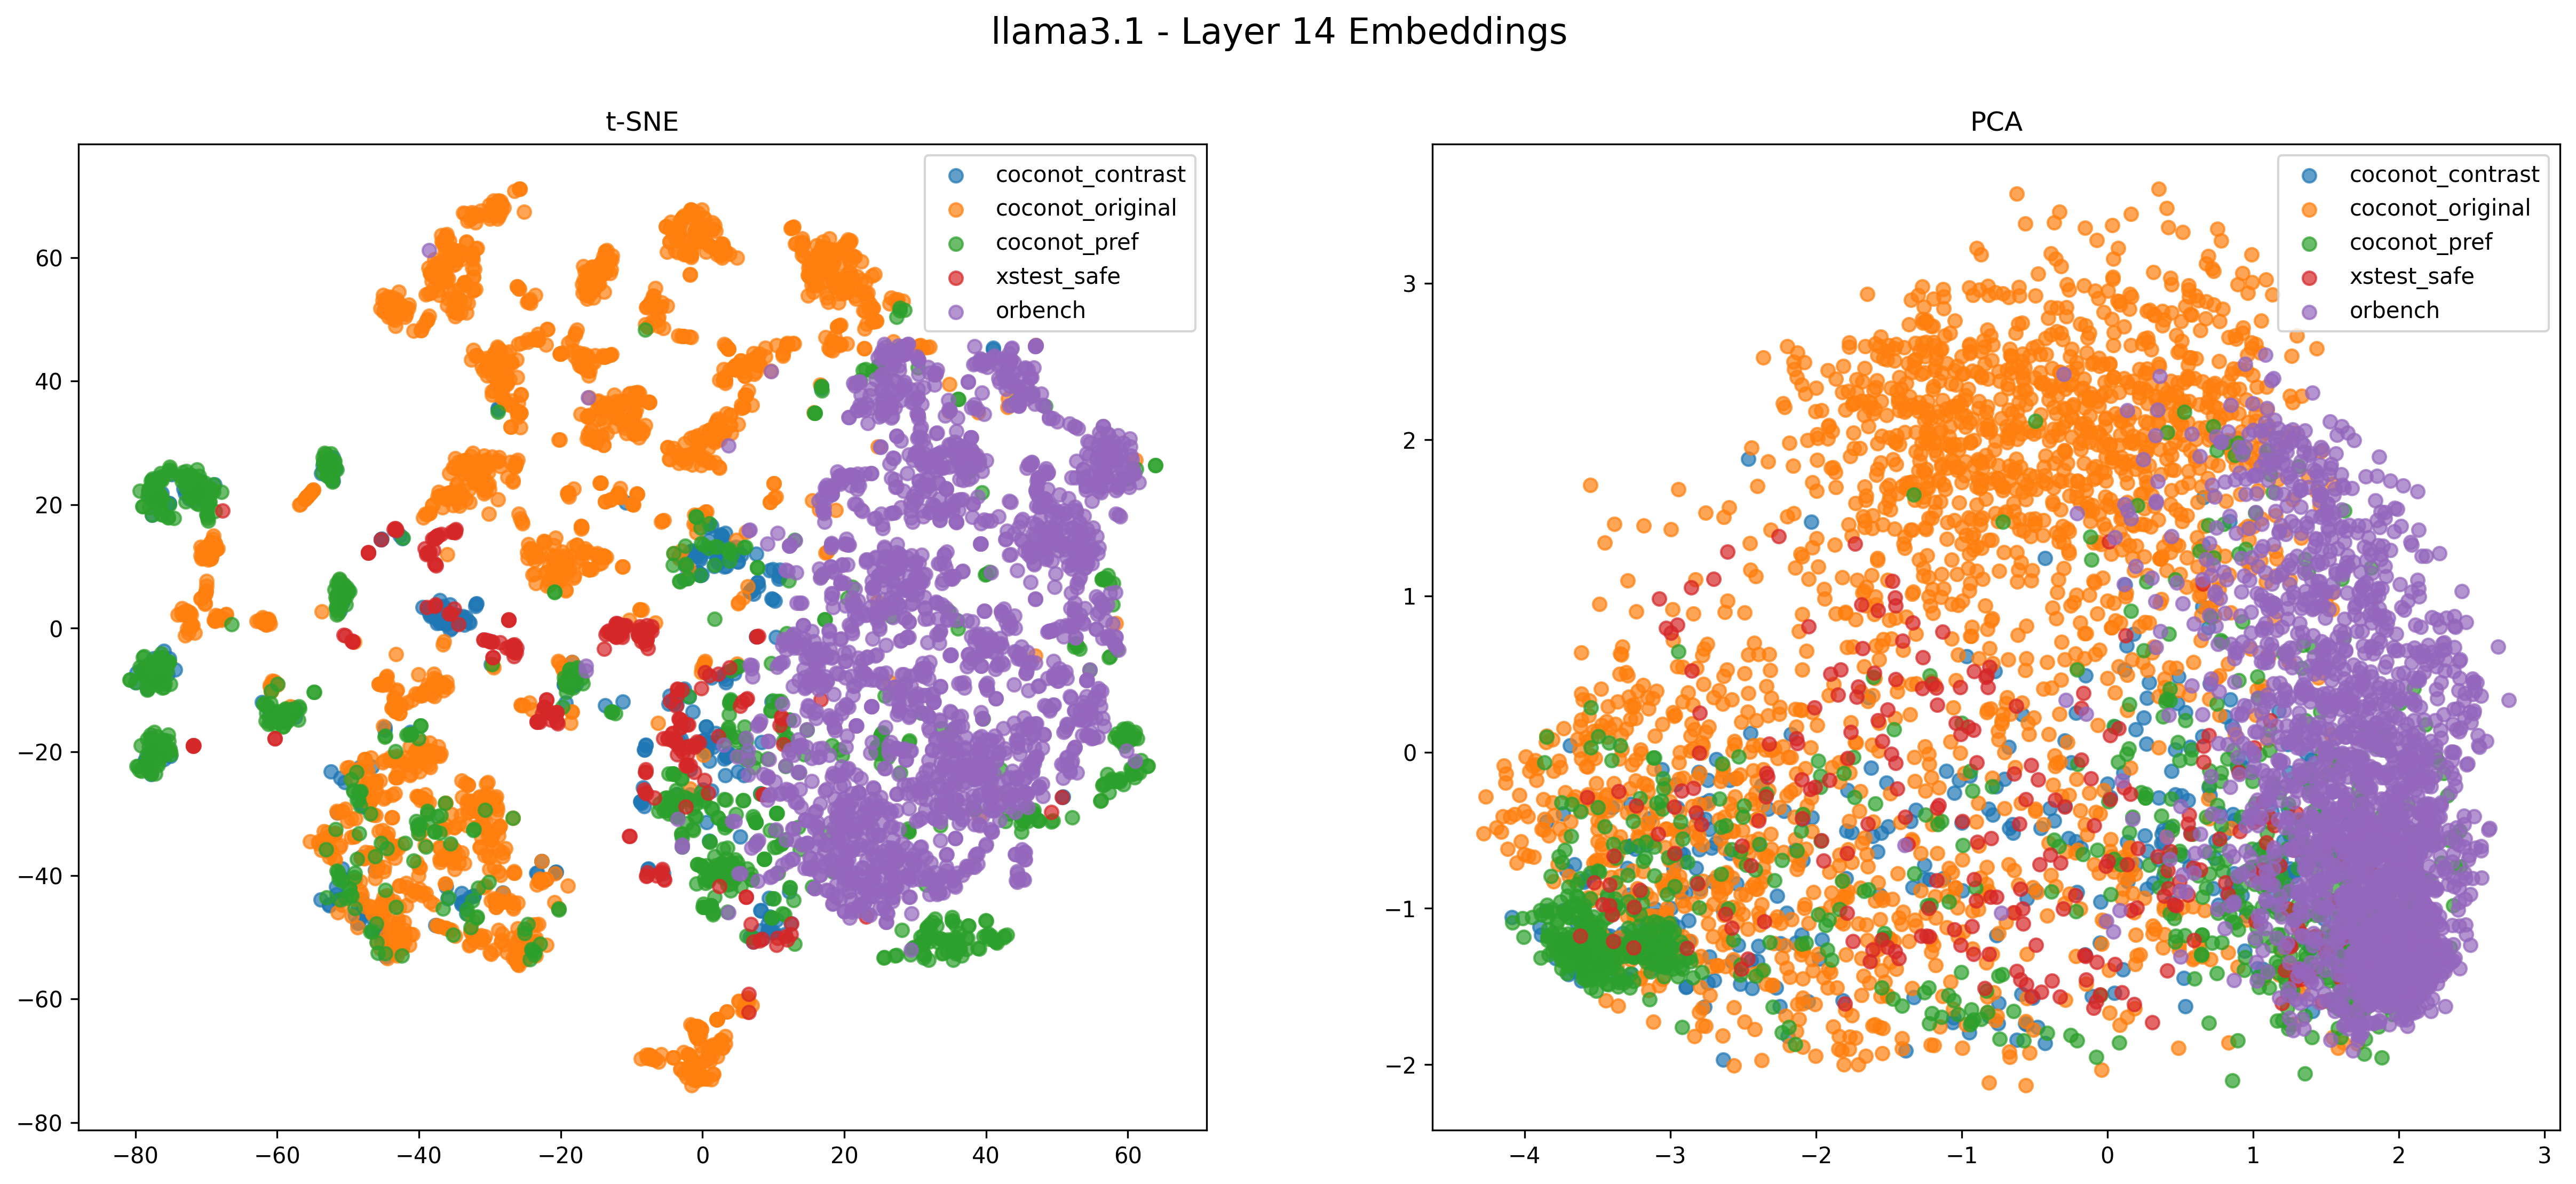 llama3.1 - Layer 14 Embeddings
t-SNE
coconot_contrast
coconot_original
coconot_pref
xstest_safe
orbench
60
40
20
0
−20
−40
−60
−80
−80 −60 −40 −20 0 20 40 60
PCA
coconot_contrast
coconot_original
coconot_pref
xstest_safe
orbench
3
2
1
0
−1
−2
−4 −3 −2 −1 0 1 2 3